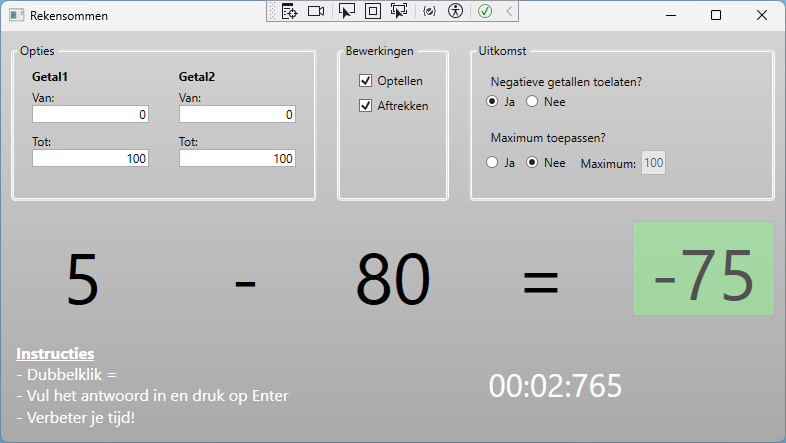 Rekensommen
Opties
Getal1 Getal2
Van: Van:
0 0
Tot: Tot:
100 100
Bewerkingen
Optellen
Aftrekken
Uitkomst
Negatieve getallen toelaten?
Ja Nee
Maximum toepassen?
Ja Nee Maximum: 100
5 - 80 = -75
Instructies
- Dubbelklik =
- Vul het antwoord in en druk op Enter
- Verbeter je tijd!
00:02:765